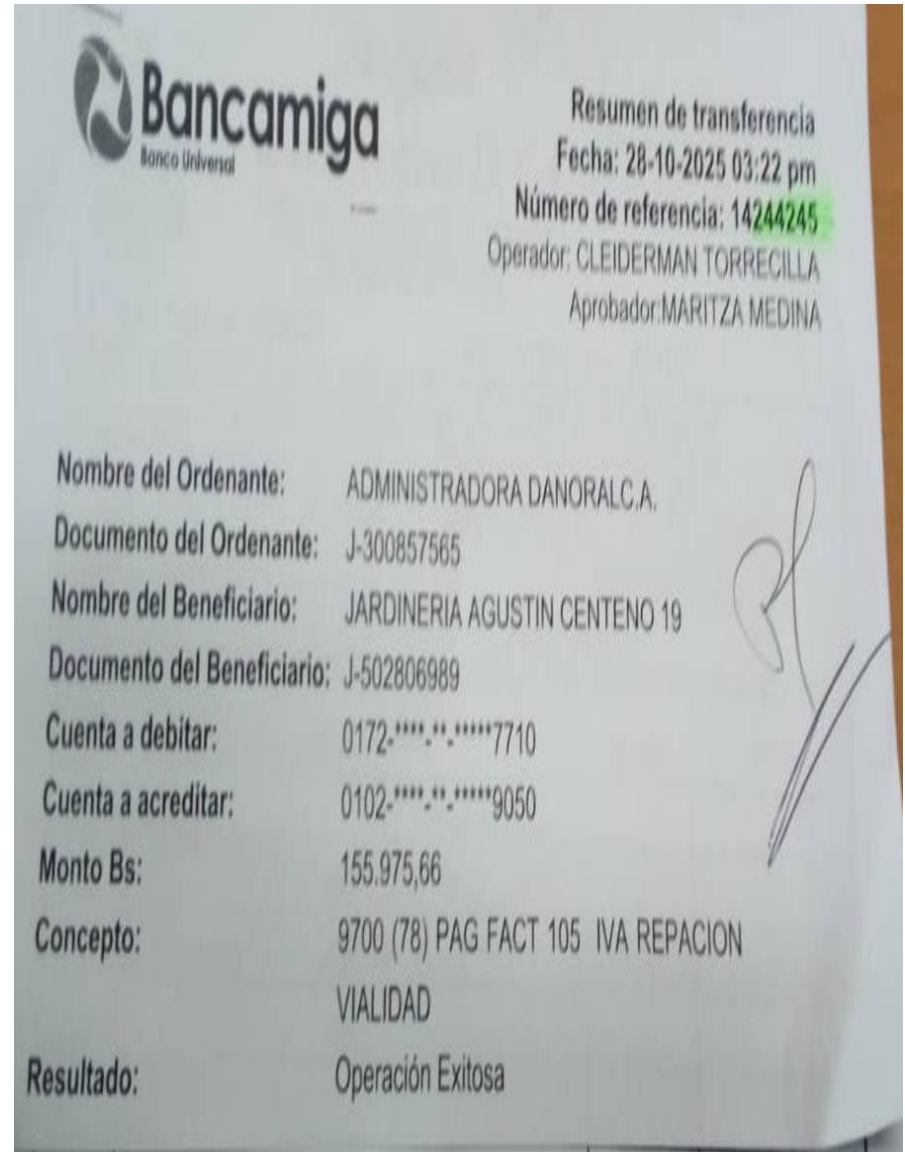 Bancamiga
Banco Universal
Resumen de transferencia
Fecha: 28-10-2025 03:22 pm
Número de referencia: 14244245
Operador: CLEIDERMAN TORRECILLA
Aprobador:MARITZA MEDINA
Nombre del Ordenante: ADMINISTRADORA DANORALC.A.
Documento del Ordenante: J-300857565
Nombre del Beneficiario: JARDINERIA AGUSTIN CENTENO 19
Documento del Beneficiario: J-502806989
Cuenta a debitar: 0172-****-**-*****7710
Cuenta a acreditar: 0102-****-**-*****9050
Monto Bs: 155.975,66
Concepto: 9700 (78) PAG FACT 105 IVA REPACION
VIALIDAD
Resultado: Operación Exitosa